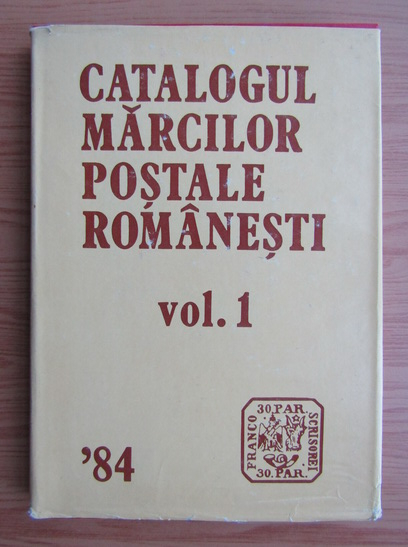 CATALOGUL
MĂRCILOR
POȘTALE
ROMÂNEȘTI
vol. 1
'84
30. PAR.
FRANCO
SCRISOREI
30. PAR.